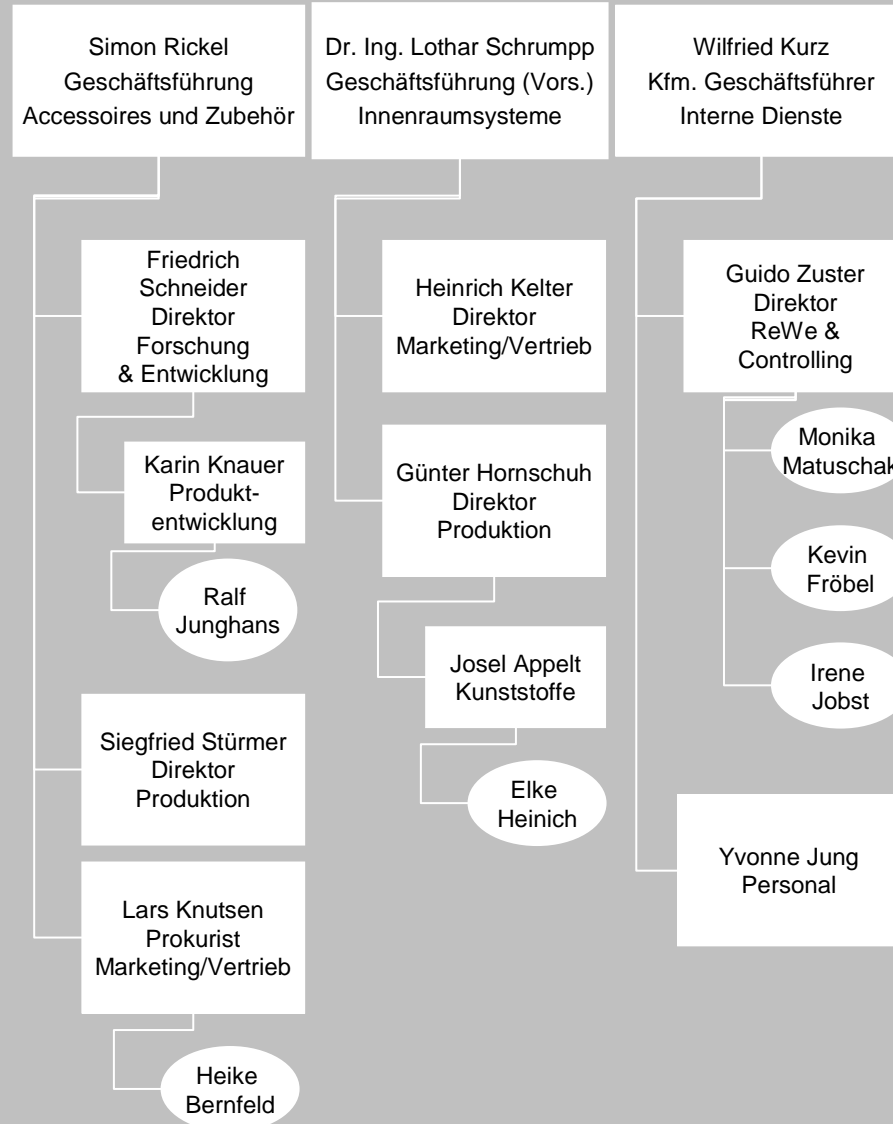 Simon Rickel
Geschäftsführung
Accessoires und Zubehör
Dr. Ing. Lothar Schrumpp
Geschäftsführung (Vors.)
Innenraumsysteme
Wilfried Kurz
Kfm. Geschäftsführer
Interne Dienste
Friedrich
Schneider
Direktor
Forschung
& Entwicklung
Karin Knauer
Produkt-
entwicklung
Ralf
Junghans
Siegfried Stürmer
Direktor
Produktion
Lars Knutsen
Prokurist
Marketing/Vertrieb
Heike
Bernfeld
Heinrich Kelter
Direktor
Marketing/Vertrieb
Günter Hornschuh
Direktor
Produktion
Josel Appelt
Kunststoffe
Elke
Heinich
Guido Zuster
Direktor
ReWe &
Controlling
Monika
Matuschak
Kevin
Fröbel
Irene
Jobst
Yvonne Jung
Personal